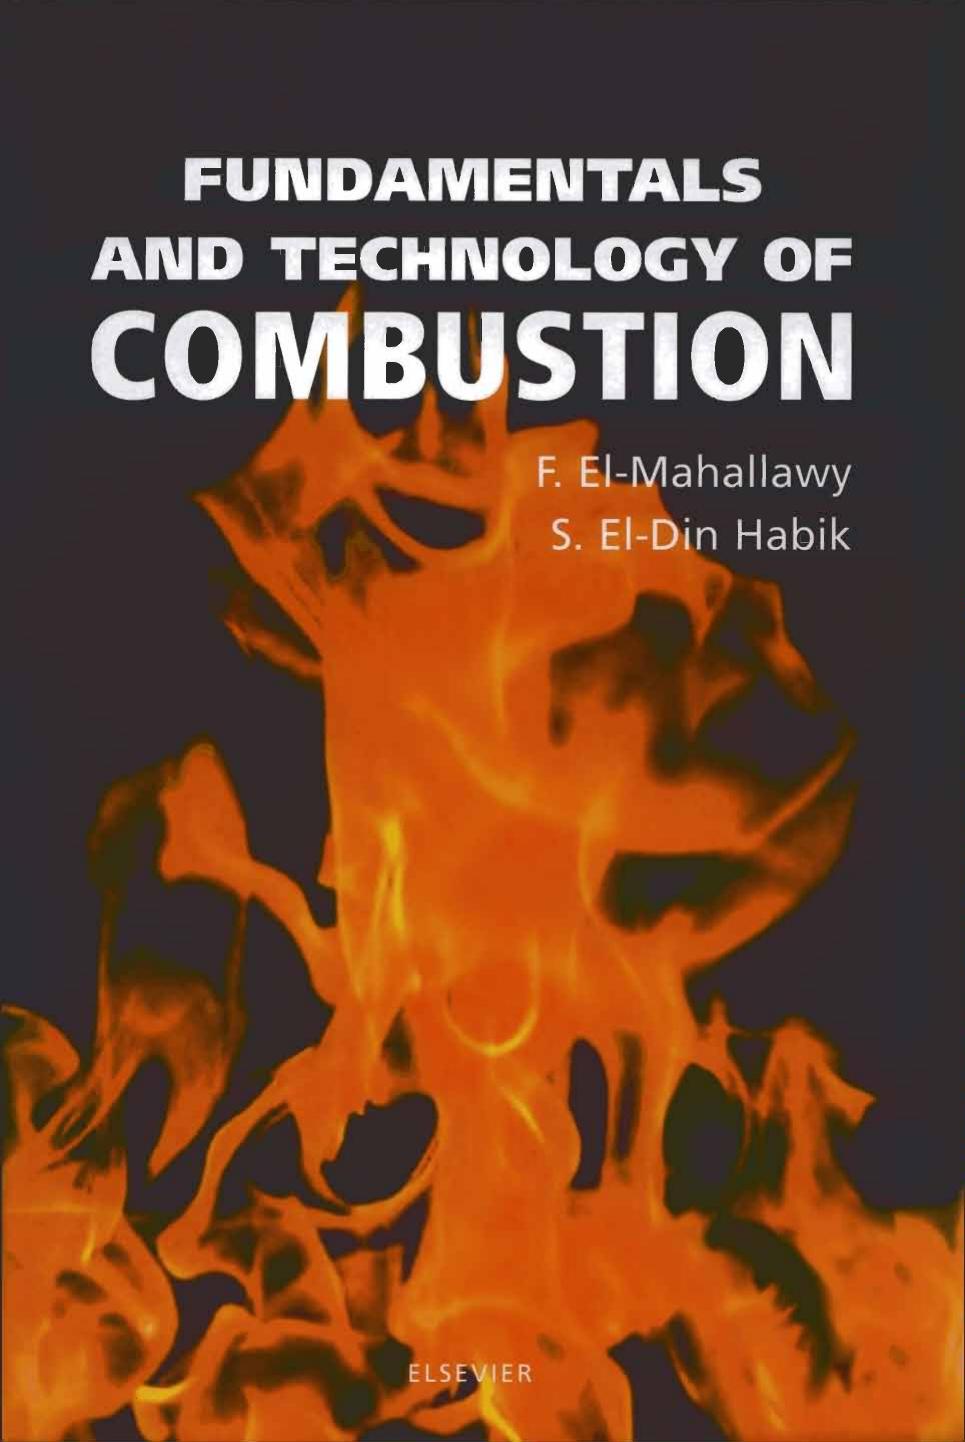 FUNDAMENTALS
AND TECHNOLOGY OF
COMBUSTION
F. El-Mahallawy
S. El-Din Habik
ELSEVIER